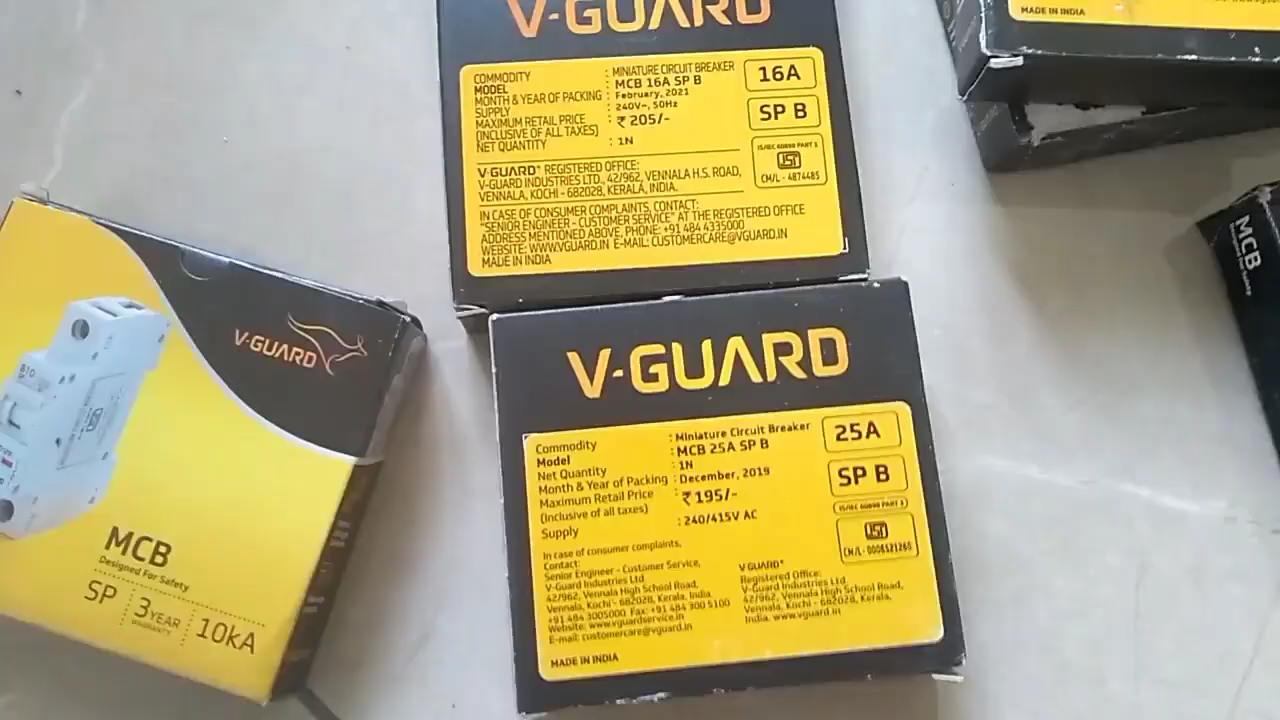 V-GUARD
COMMODITY : MINIATURE CIRCUIT BREAKER
MODEL : MCB 16A SP B
MONTH & YEAR OF PACKING : February, 2021
SUPPLY : 240V~, 50Hz
MAXIMUM RETAIL PRICE : ₹ 205/-
(INCLUSIVE OF ALL TAXES)
NET QUANTITY : 1N
16A
SP B
IS/IEC 60898 PART 1
CM/L - 4874485
V-GUARD® REGISTERED OFFICE:
V-GUARD INDUSTRIES LTD., 42/962, VENNALA H.S. ROAD,
VENNALA, KOCHI - 682028, KERALA, INDIA.
IN CASE OF CONSUMER COMPLAINTS, CONTACT:
"SENIOR ENGINEER - CUSTOMER SERVICE" AT THE REGISTERED OFFICE
ADDRESS MENTIONED ABOVE, PHONE: +91 484 4335000
WEBSITE: WWW.VGUARD.IN E-MAIL: CUSTOMERCARE@VGUARD.IN
MADE IN INDIA
MADE IN INDIA
MCB
Designed For Safety
V-GUARD
B10
MCB
Designed For Safety
SP
3 YEAR
WARRANTY
10kA
V-GUARD
Commodity : Miniature Circuit Breaker
Model : MCB 25A SP B
Net Quantity : 1N
Month & Year of Packing : December, 2019
Maximum Retail Price : ₹ 195/-
(Inclusive of all taxes)
Supply : 240/415V AC
25A
SP B
IS/IEC 60898 PART 1
CM/L - 0006521260
In case of consumer complaints,
Contact:
Senior Engineer - Customer Service,
V-Guard Industries Ltd.
42/962, Vennala High School Road,
Vennala, Kochi - 682028, Kerala, India
+91 484 3005000 Fax: +91 484 300 5100
Website: www.vguardservice.in
E-mail: customercare@vguard.in
V-GUARD®
Registered Office:
V-Guard Industries Ltd.
42/962, Vennala High School Road,
Vennala, Kochi - 682028, Kerala,
India. www.vguard.in
MADE IN INDIA